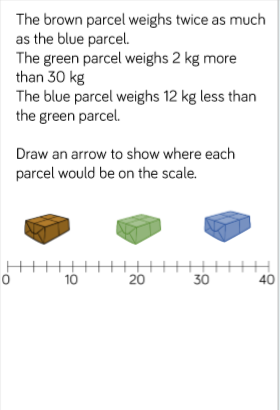 The brown parcel weighs twice as much
as the blue parcel.
The green parcel weighs 2 kg more
than 30 kg
The blue parcel weighs 12 kg less than
the green parcel.
Draw an arrow to show where each
parcel would be on the scale.
0 10 20 30 40